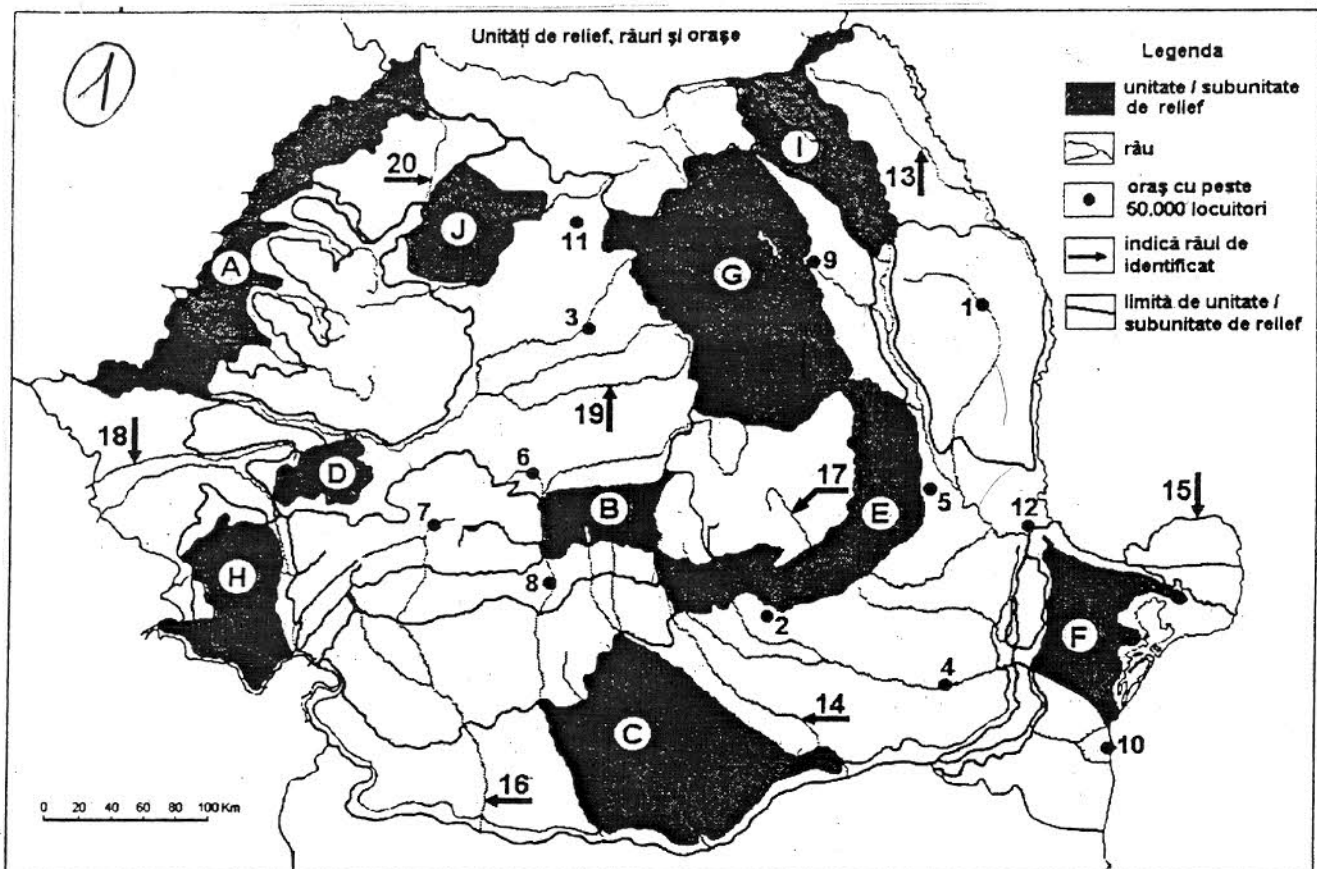 1
Unități de relief, râuri și orașe
Legenda
unitate / subunitate
de relief
râu
oraș cu peste
50.000 locuitori
indică râul de
identificat
limită de unitate /
subunitate de relief
I
20
13
J
11
A
G
9
1
3
19
18
D
6
17
15
7
B
E
5
12
H
8
2
F
4
C
14
10
16
0 20 40 60 80 100 Km